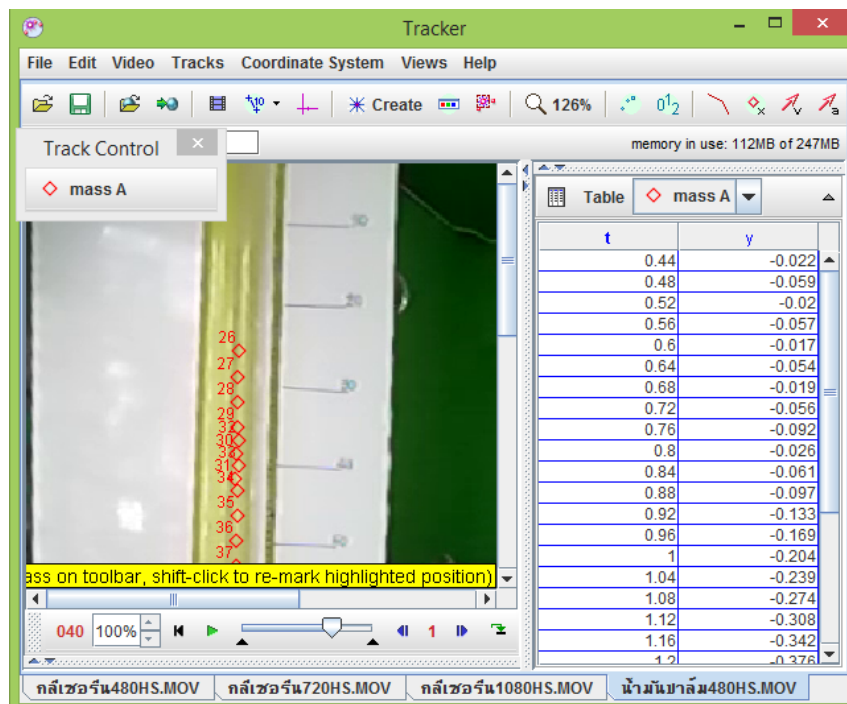 Tracker
File Edit Video Tracks Coordinate System Views Help
Create 126%
Track Control
memory in use: 112MB of 247MB
mass A
Table mass A
t y
0.44 -0.022
0.48 -0.059
0.52 -0.02
0.56 -0.057
0.6 -0.017
0.64 -0.054
0.68 -0.019
0.72 -0.056
0.76 -0.092
0.8 -0.026
0.84 -0.061
0.88 -0.097
0.92 -0.133
0.96 -0.169
1 -0.204
1.04 -0.239
1.08 -0.274
1.12 -0.308
1.16 -0.342
1.2 -0.376
26
27
28
29
32
30
33
31
34
35
36
37
ass on toolbar, shift-click to re-mark highlighted position)
040 100% 1
กลีเซอรีน480HS.MOV กลีเซอรีน720HS.MOV กลีเซอรีน1080HS.MOV น้ำมันปาล์ม480HS.MOV